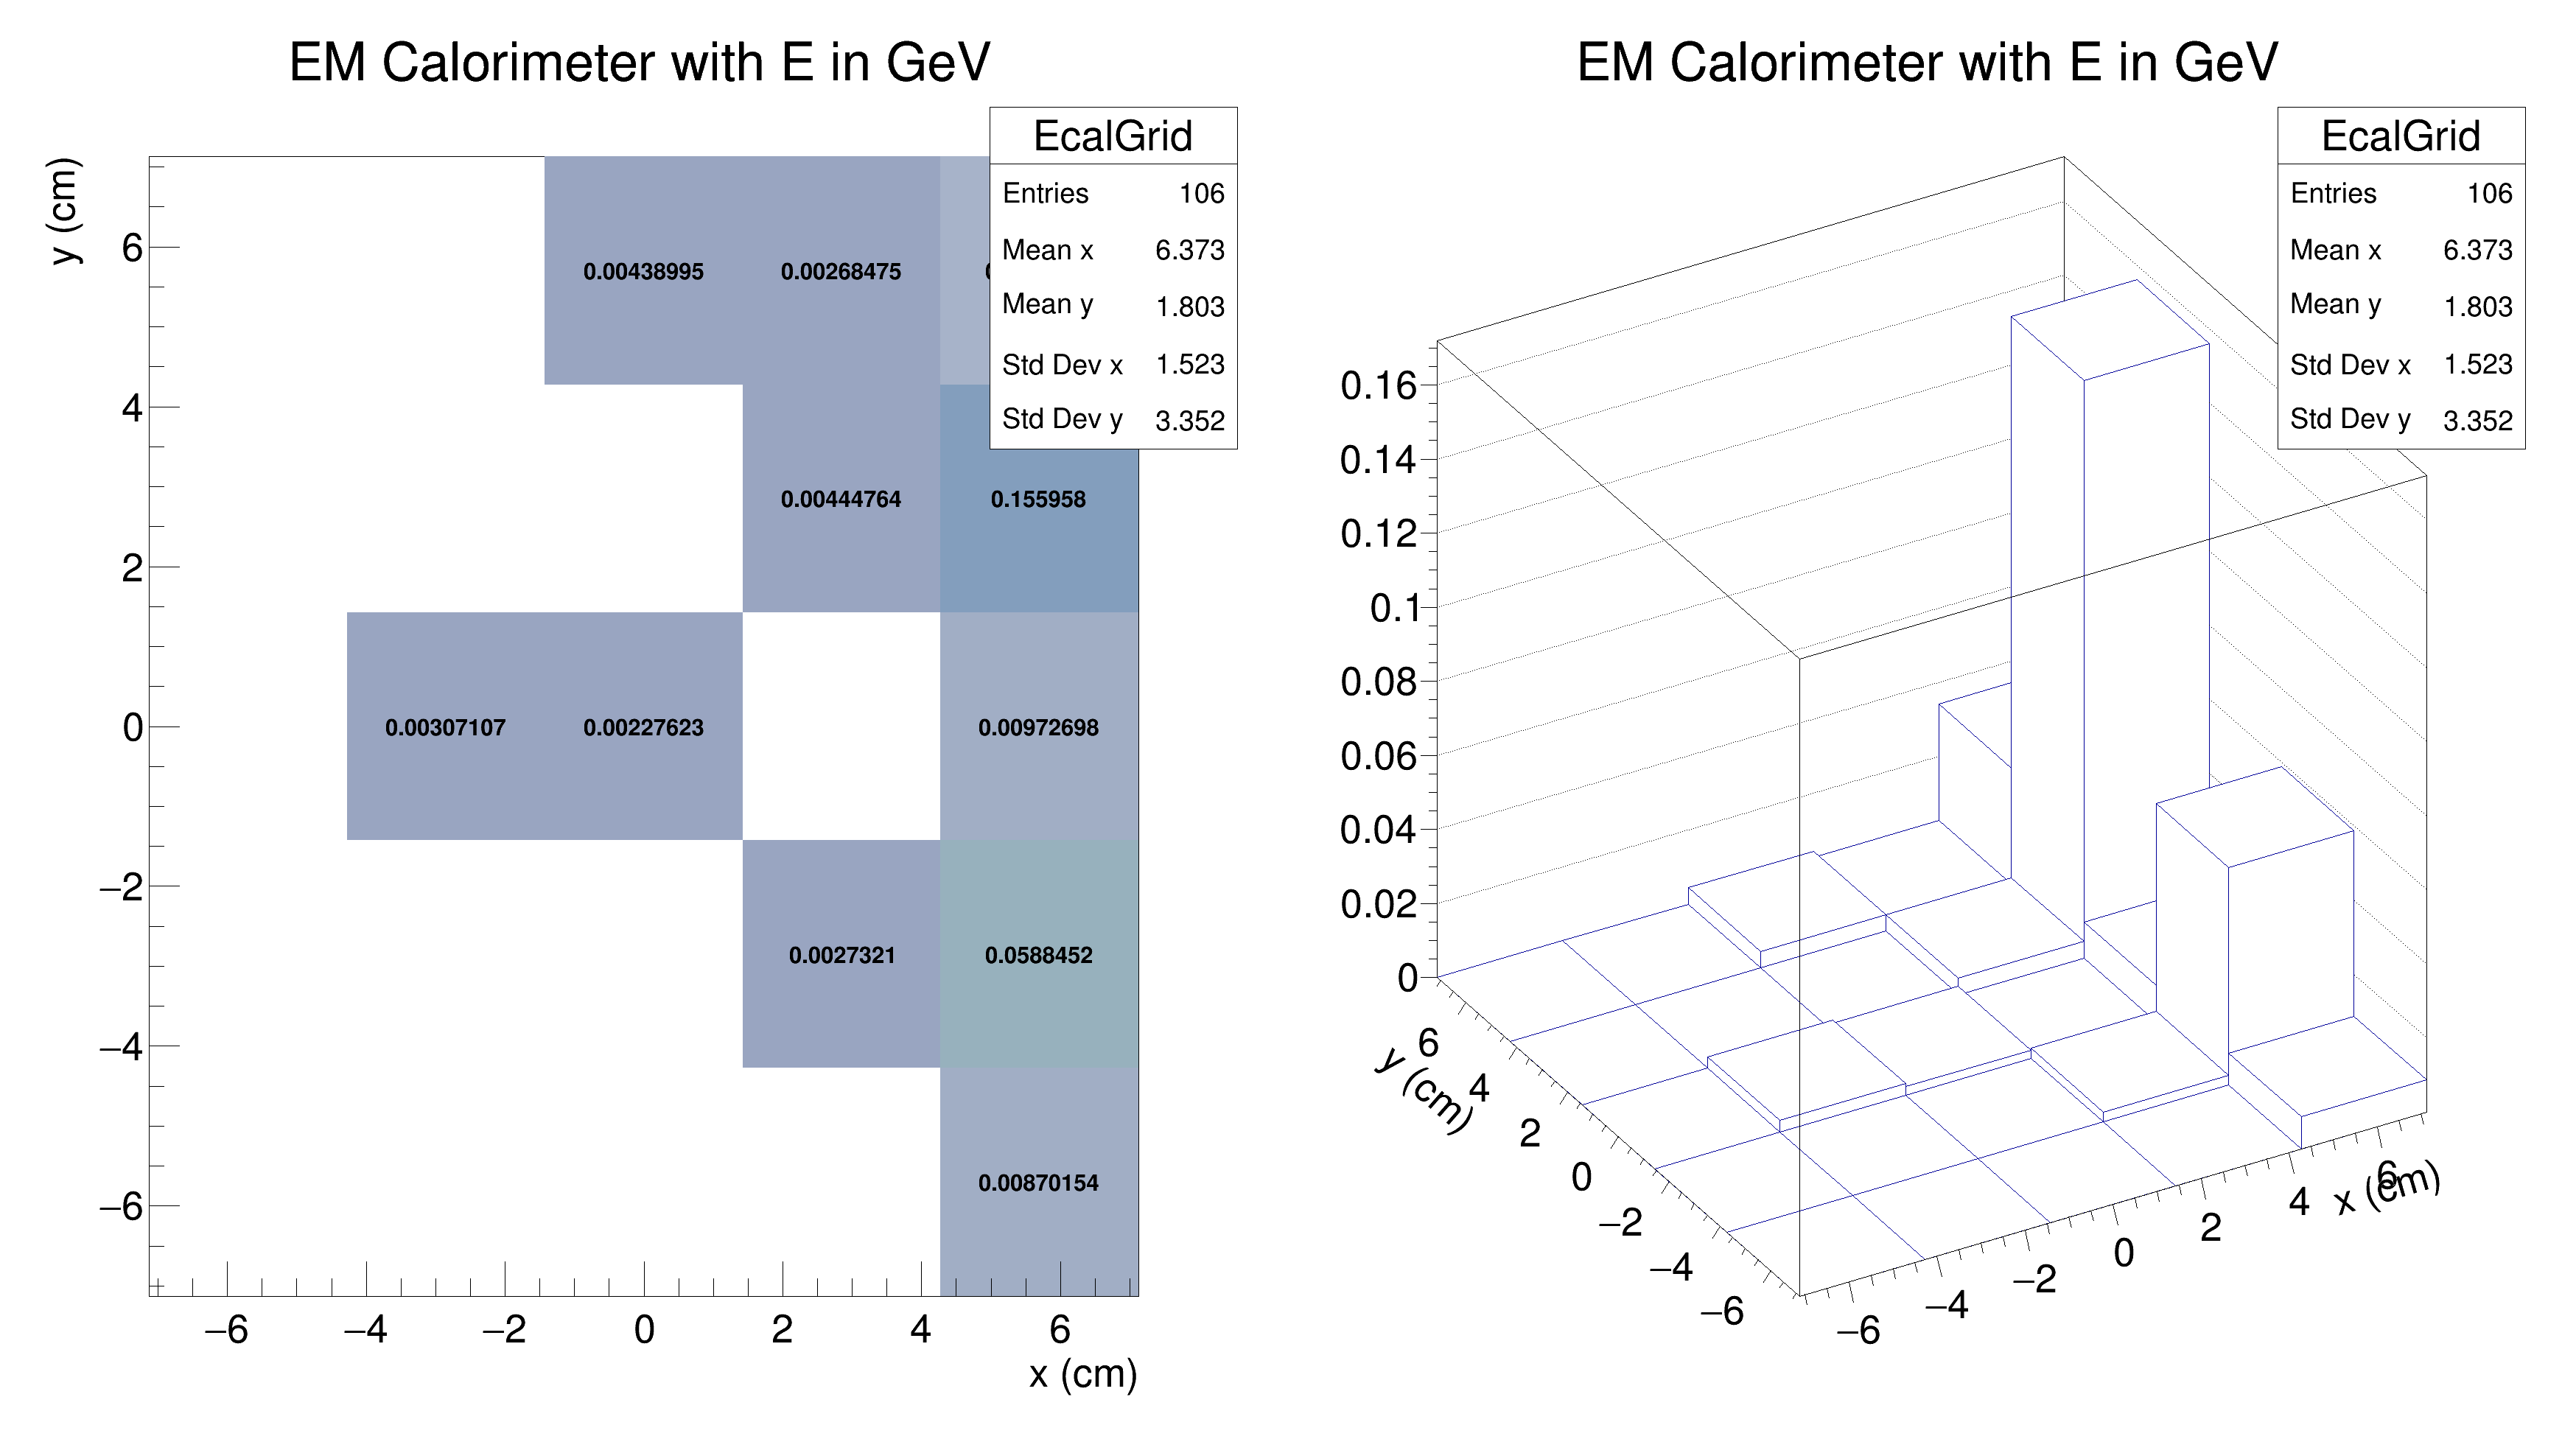 EM Calorimeter with E in GeV
EcalGrid
Entries 106
Mean x 6.373
Mean y 1.803
Std Dev x 1.523
Std Dev y 3.352
y (cm)
6
4
2
0
−2
−4
−6
0.00438995 0.00268475
0.00444764 0.155958
0.00307107 0.00227623 0.00972698
0.0027321 0.0588452
0.00870154
−6 −4 −2 0 2 4 6
x (cm)
EM Calorimeter with E in GeV
EcalGrid
Entries 106
Mean x 6.373
Mean y 1.803
Std Dev x 1.523
Std Dev y 3.352
0.16
0.14
0.12
0.1
0.08
0.06
0.04
0.02
0
6
4
2
0
−2
−4
−6
y (cm)
−6 −4 −2 0 2 4 6
x (cm)